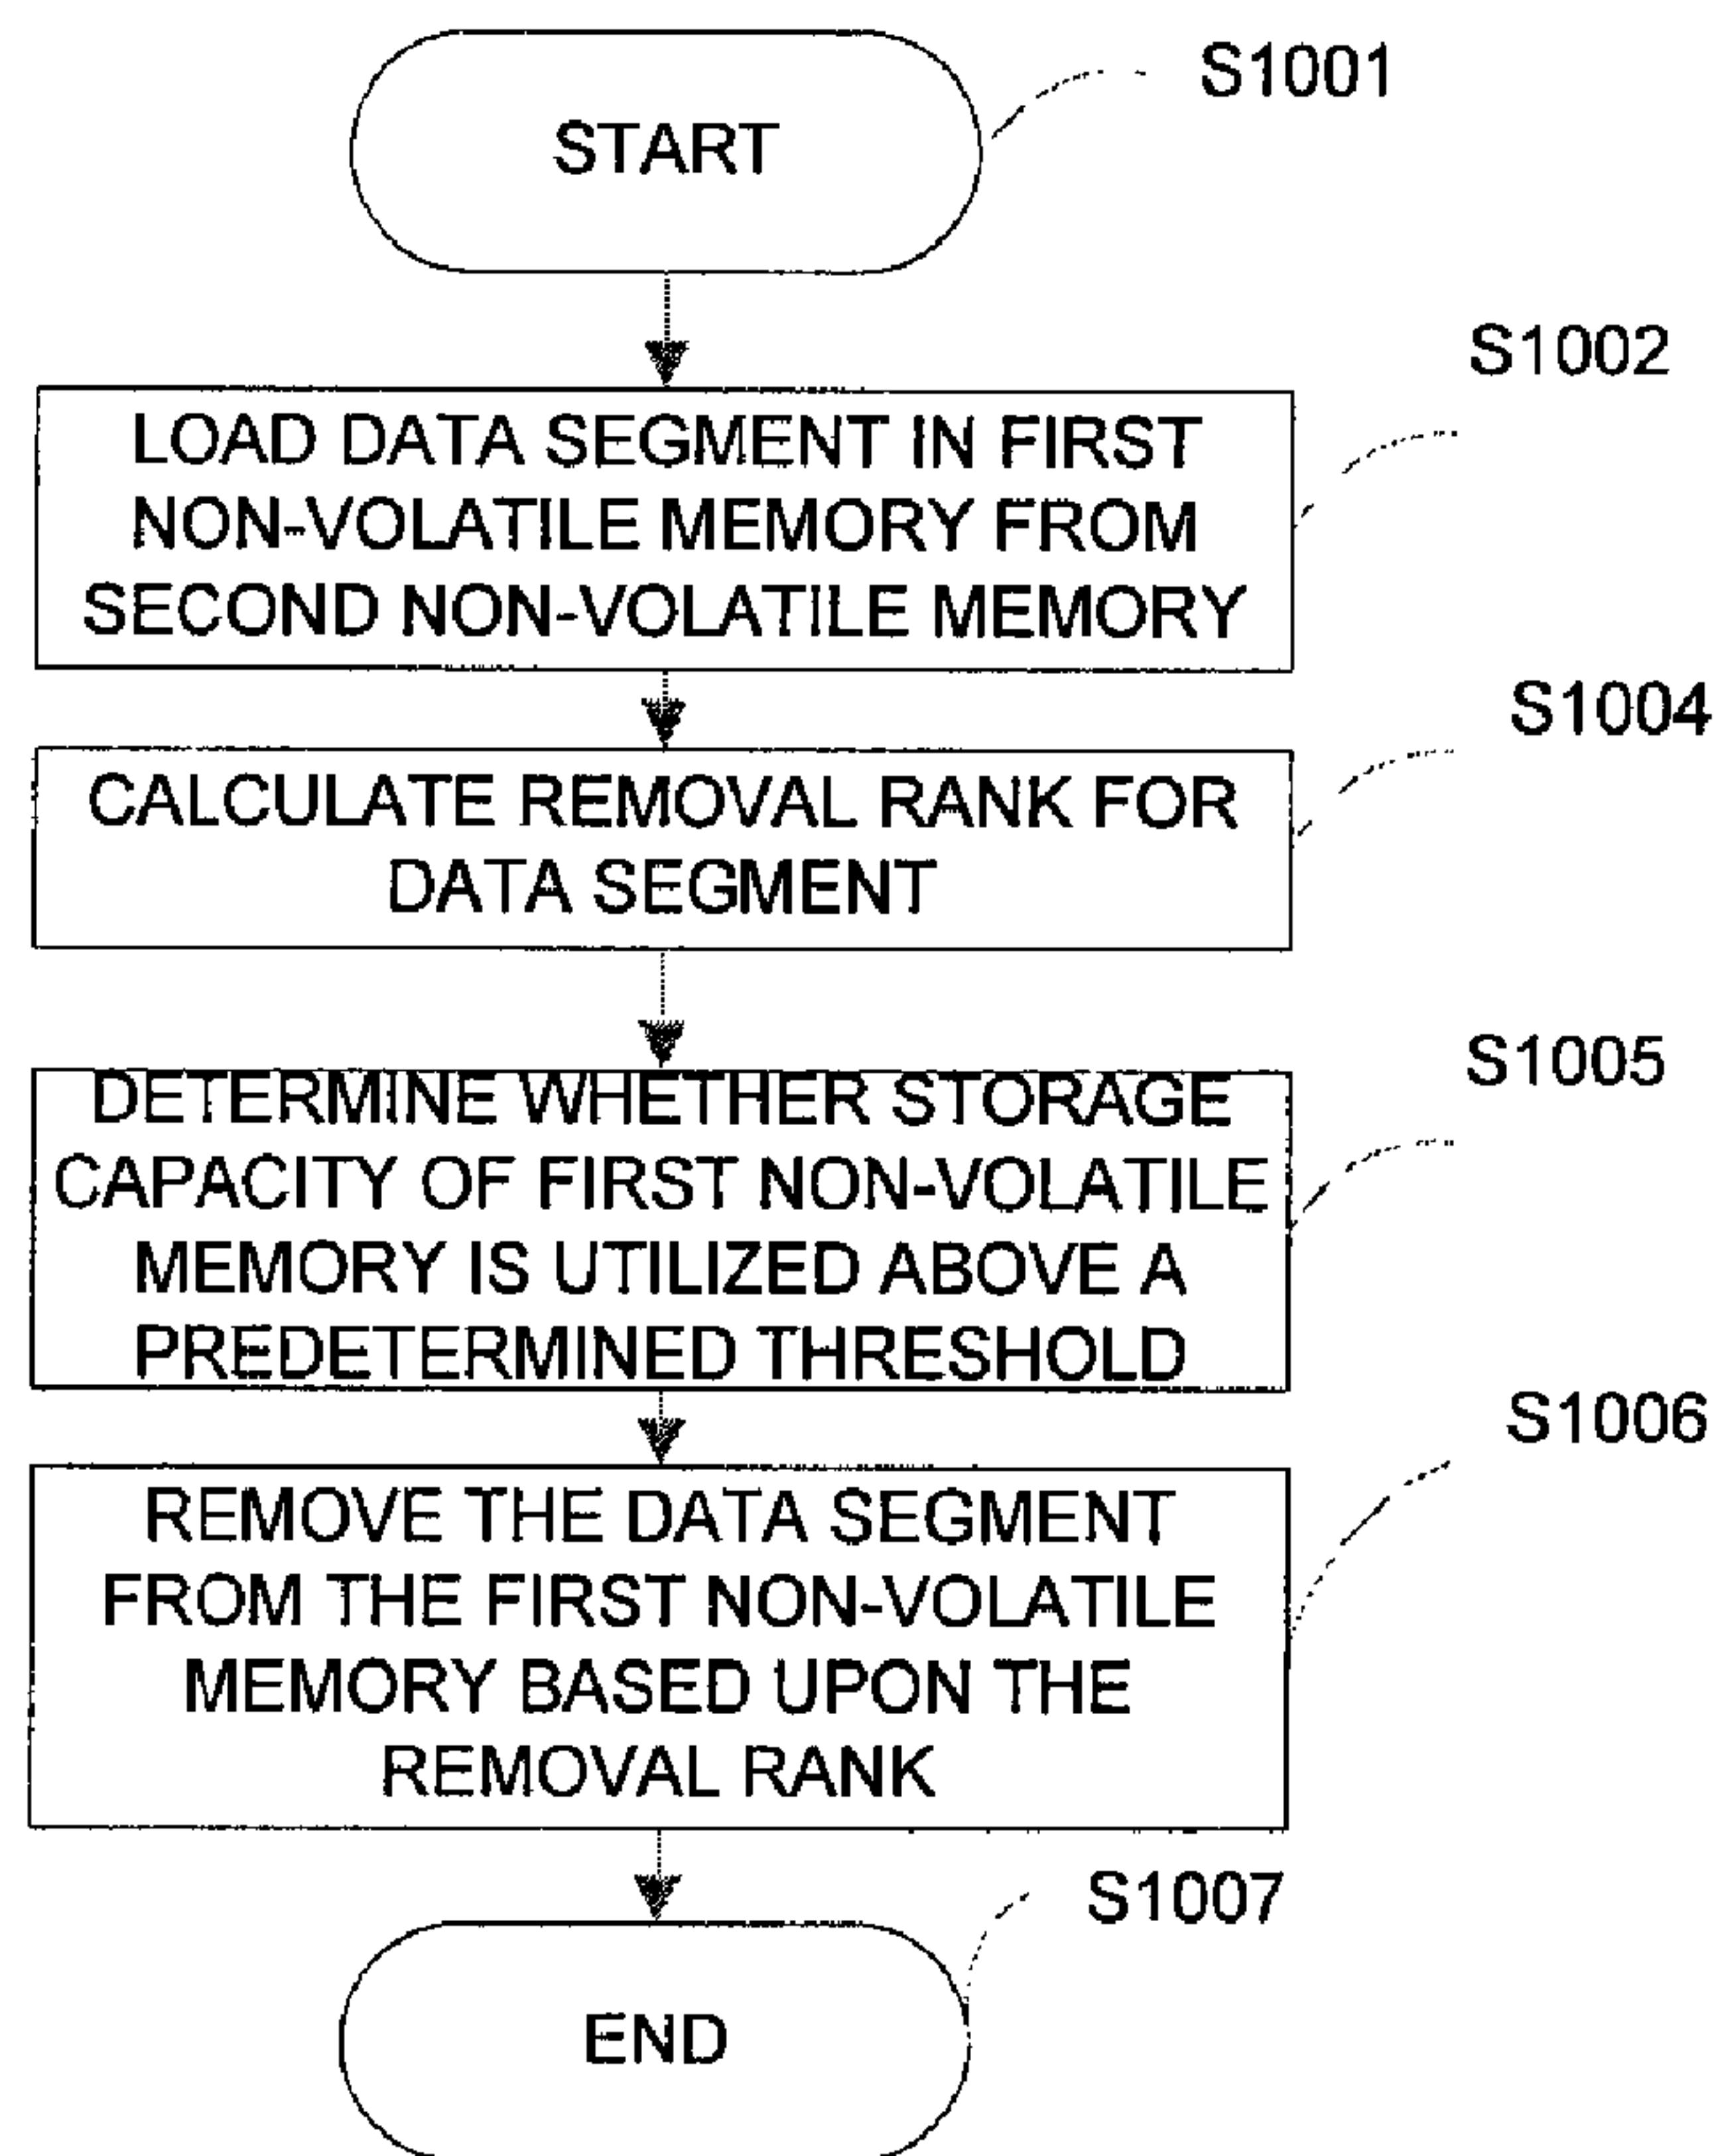 START
S1001
S1002
LOAD DATA SEGMENT IN FIRST
NON-VOLATILE MEMORY FROM
SECOND NON-VOLATILE MEMORY
S1004
CALCULATE REMOVAL RANK FOR
DATA SEGMENT
S1005
DETERMINE WHETHER STORAGE
CAPACITY OF FIRST NON-VOLATILE
MEMORY IS UTILIZED ABOVE A
PREDETERMINED THRESHOLD
S1006
REMOVE THE DATA SEGMENT
FROM THE FIRST NON-VOLATILE
MEMORY BASED UPON THE
REMOVAL RANK
S1007
END